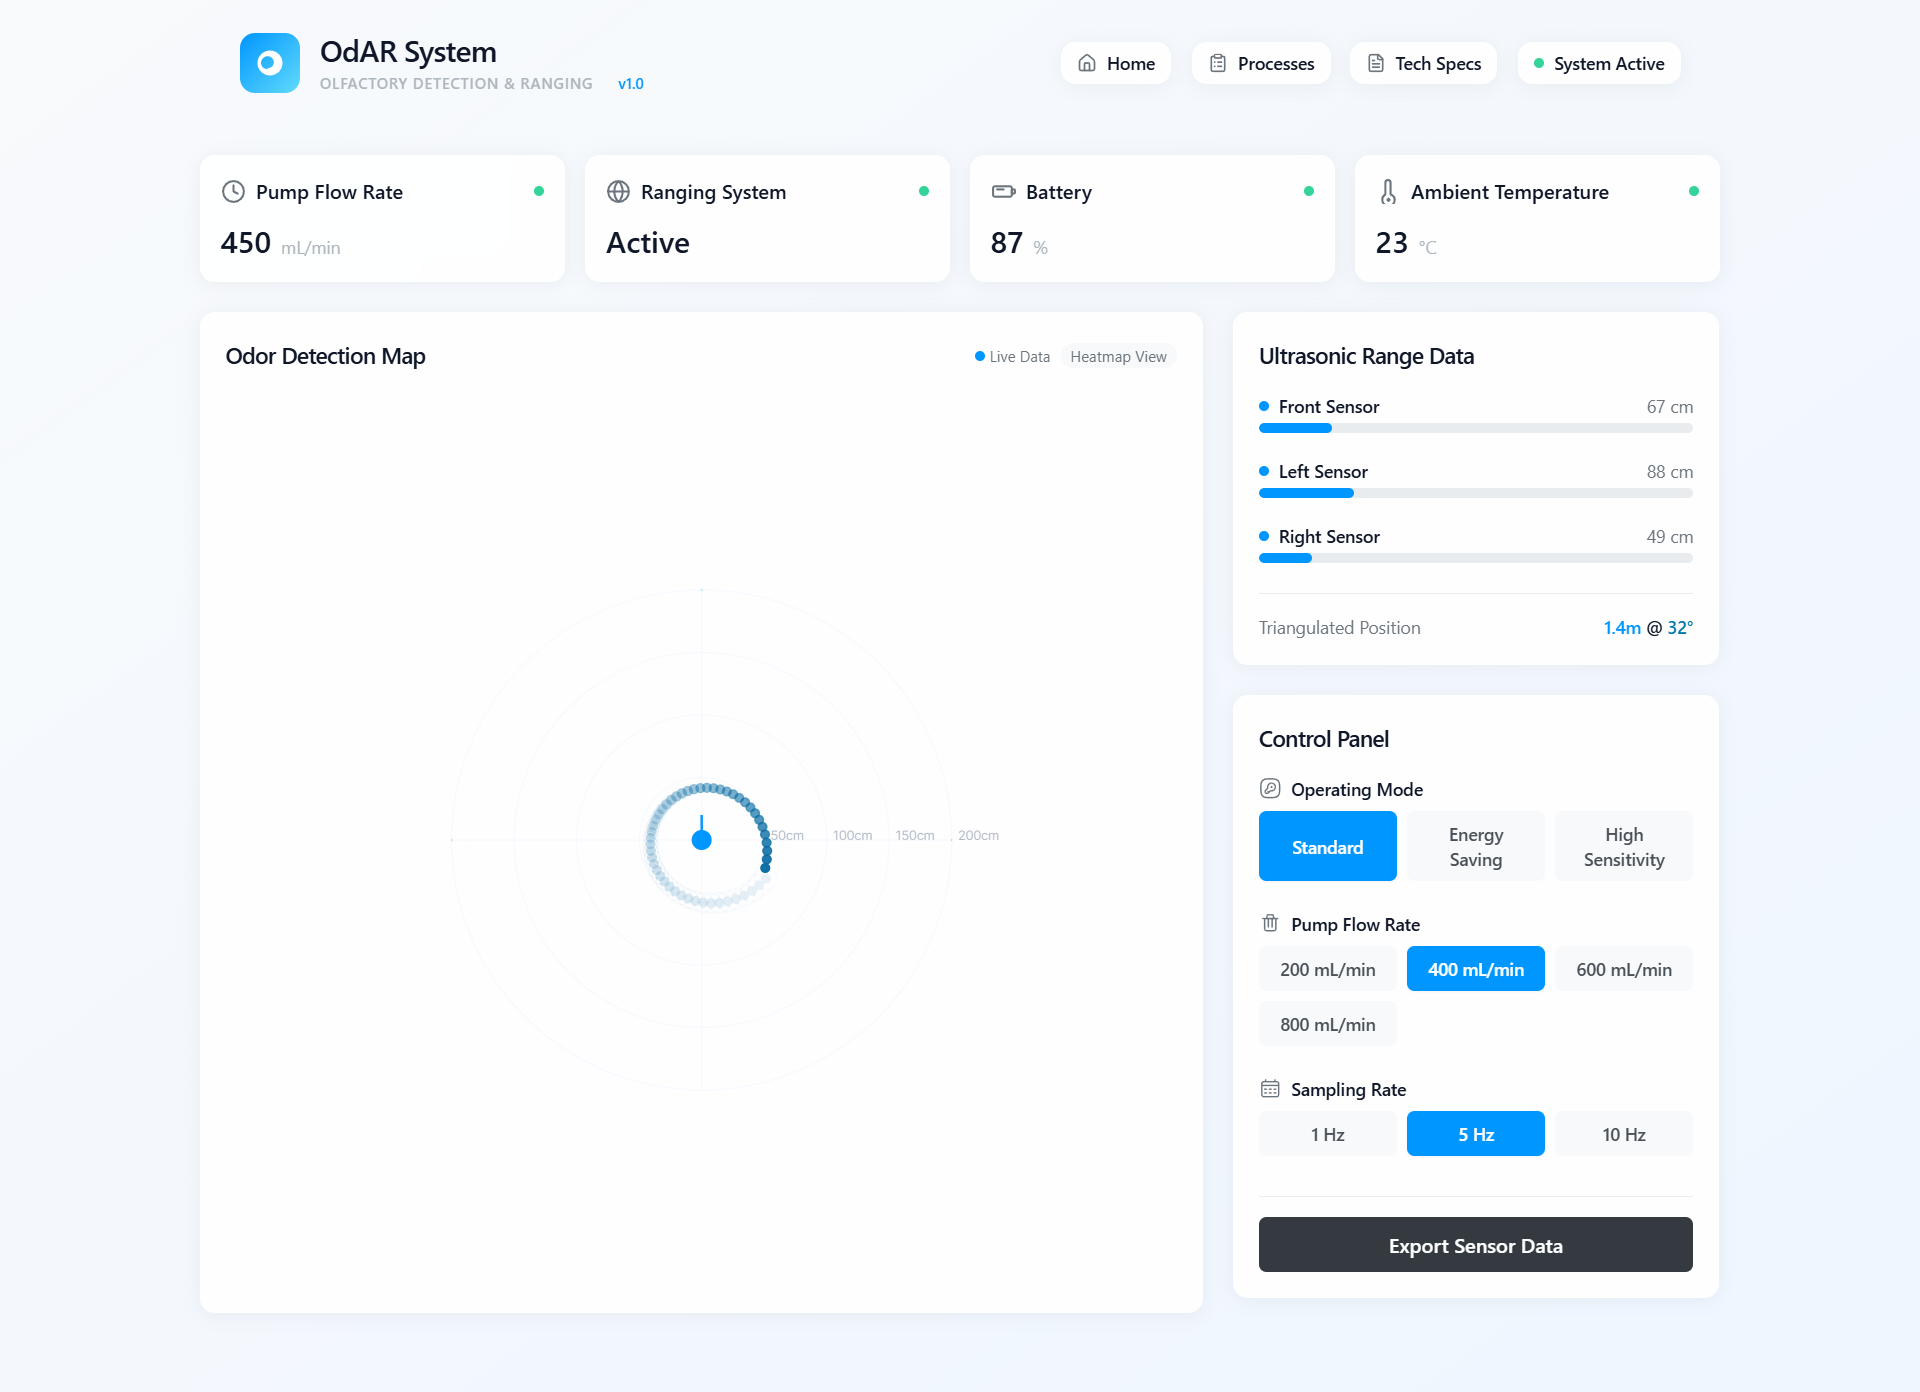 OdAR System
OLFACTORY DETECTION & RANGING v1.0
Home
Processes
Tech Specs
System Active
Pump Flow Rate
450 mL/min
Ranging System
Active
Battery
87 %
Ambient Temperature
23 °C
Odor Detection Map
Live Data
Heatmap View
50cm
100cm
150cm
200cm
Ultrasonic Range Data
Front Sensor 67 cm
Left Sensor 88 cm
Right Sensor 49 cm
Triangulated Position 1.4m @ 32°
Control Panel
Operating Mode
Standard
Energy
Saving
High
Sensitivity
Pump Flow Rate
200 mL/min
400 mL/min
600 mL/min
800 mL/min
Sampling Rate
1 Hz
5 Hz
10 Hz
Export Sensor Data